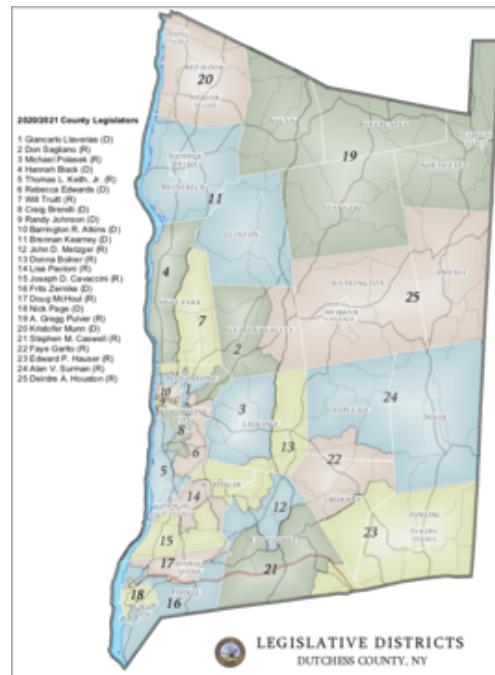 2020/2021 County Legislators
1 Giancarlo Llaverias (D)
2 Don Sagliano (R)
3 Michael Polasek (R)
4 Hannah Black (D)
5 Thomas L. Keith, Jr. (R)
6 Rebecca Edwards (D)
7 Will Truitt (R)
8 Craig Brendli (D)
9 Randy Johnson (D)
10 Barrington R. Atkins (D)
11 Brennan Kearney (D)
12 John D. Metzger (R)
13 Donna Bolner (R)
14 Lisa Paoloni (R)
15 Joseph D. Cavaccini (R)
16 Frits Zernike (D)
17 Doug McHoul (R)
18 Nick Page (D)
19 A. Gregg Pulver (R)
20 Kristofer Munn (D)
21 Stephen M. Caswell (R)
22 Faye Garito (R)
23 Edward P. Hauser (R)
24 Alan V. Surman (R)
25 Deirdre A. Houston (R)
RED HOOK
20
MILAN
19
NORTHEAST
RHINEBECK
11
STANFORD
CLINTON
4
HYDE PARK
WASHINGTON
AMENIA
25
7
2
24
10
1
9
8
3
LAGRANGE
UNION VALE
DOVER
6
13
22
5
14
12
BEEKMAN
PAWLING
23
15
17
21
18
16
LEGISLATIVE DISTRICTS
DUTCHESS COUNTY, NY